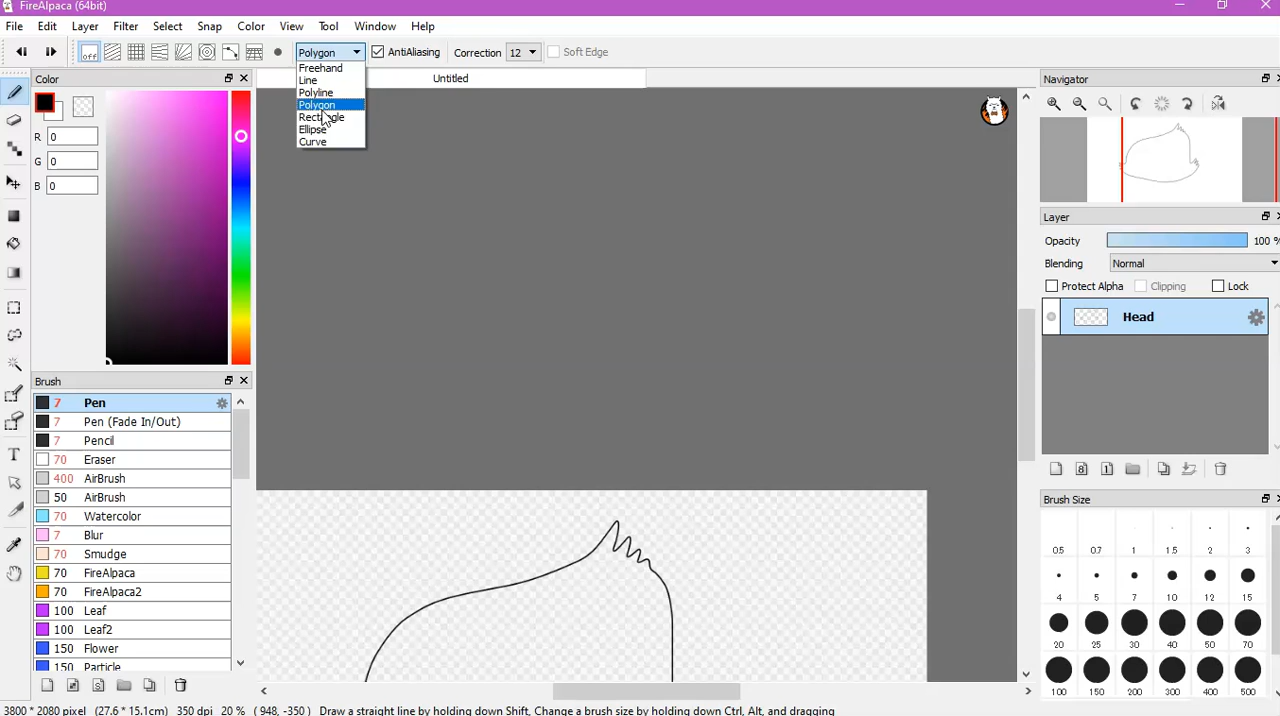 FireAlpaca (64bit)
File Edit Layer Filter Select Snap Color View Tool Window Help
off Polygon AntiAliasing Correction 12 Soft Edge
Freehand
Line
Polyline
Polygon
Rectangle
Ellipse
Curve
Untitled
Color
R 0
G 0
B 0
Brush
7 Pen
7 Pen (Fade In/Out)
7 Pencil
70 Eraser
400 AirBrush
50 AirBrush
70 Watercolor
7 Blur
70 Smudge
70 FireAlpaca
70 FireAlpaca2
100 Leaf
100 Leaf2
150 Flower
150 Particle
Navigator
Layer
Opacity 100 %
Blending Normal
Protect Alpha Clipping Lock
Head
8 1
Brush Size
0.5 0.7 1 1.5 2 3
4 5 7 10 12 15
20 25 30 40 50 70
100 150 200 300 400 500
3800 * 2080 pixel (27.6 * 15.1cm) 350 dpi 20 % ( 948, -350 ) Draw a straight line by holding down Shift, Change a brush size by holding down Ctrl, Alt, and dragging